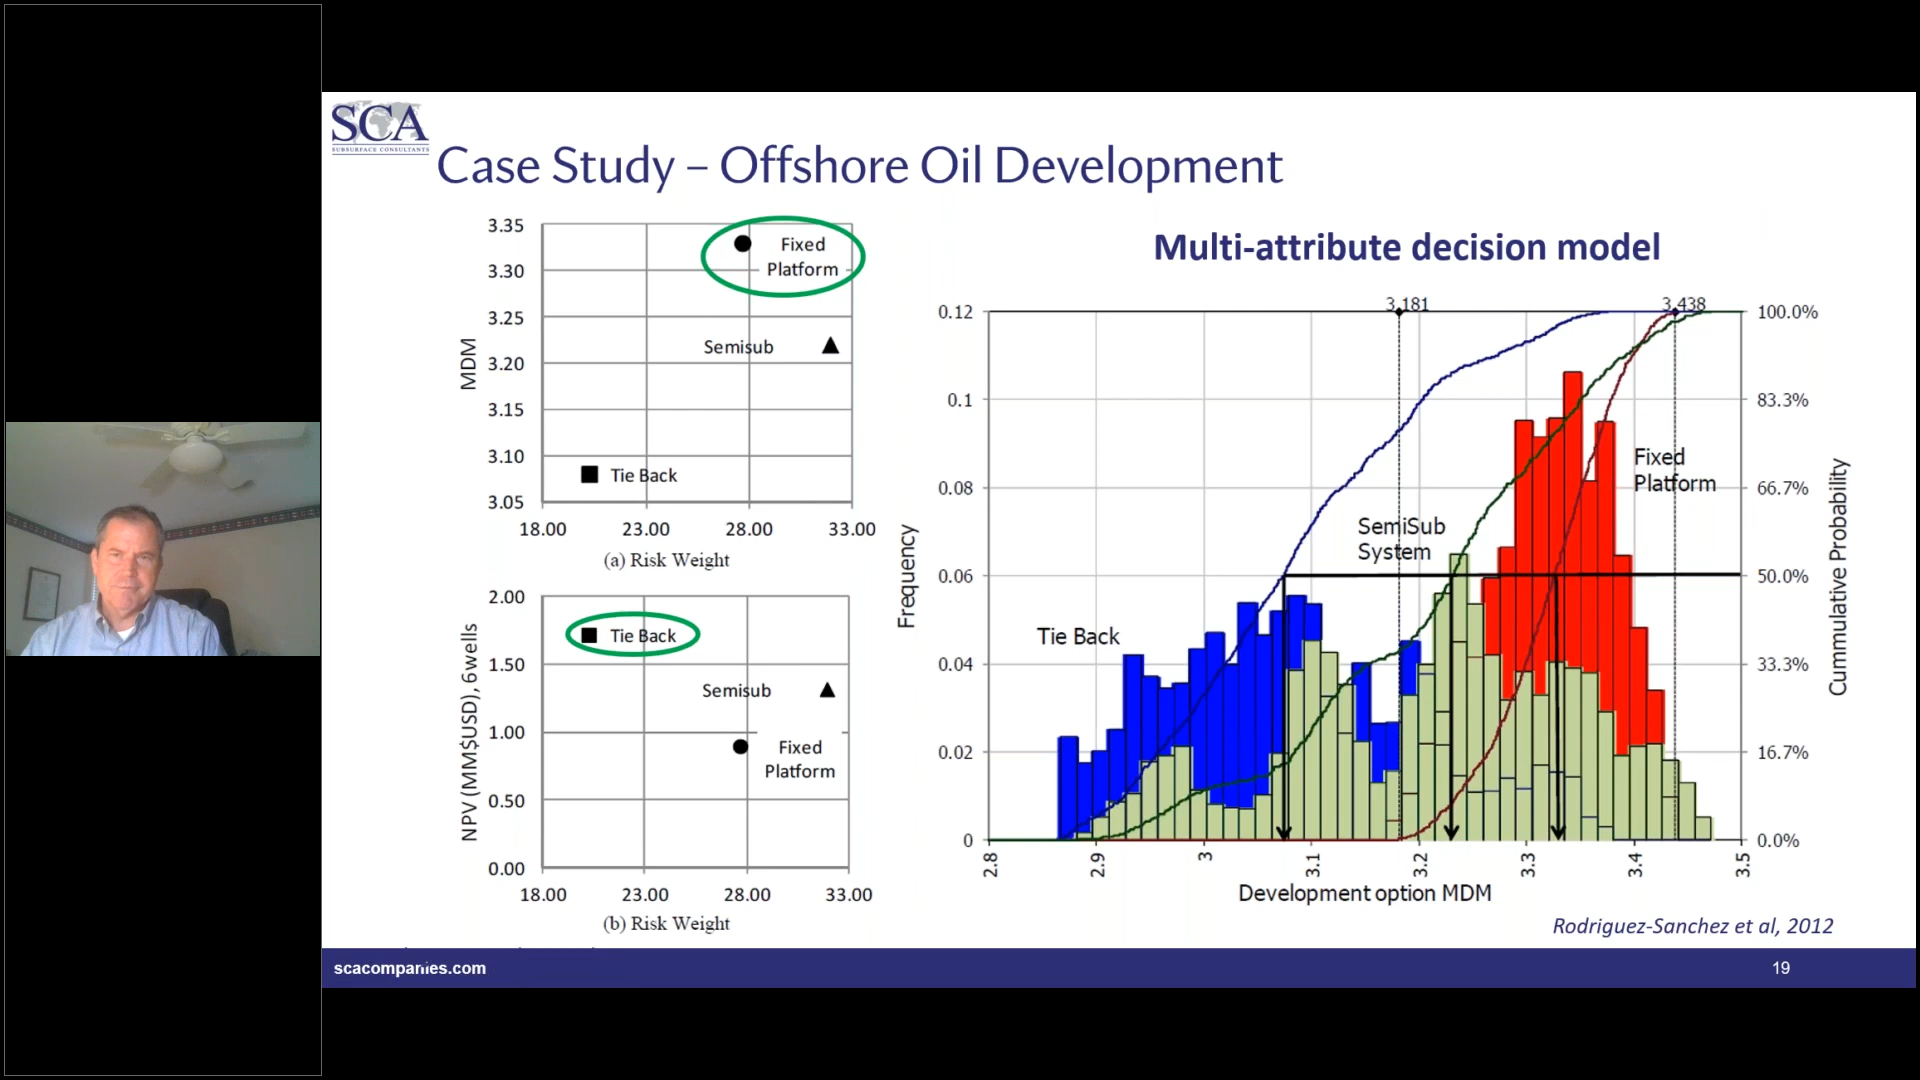 SCA
SUBSURFACE CONSULTANTS
Case Study – Offshore Oil Development
3.35
3.30
3.25
3.20
3.15
3.10
3.05
MDM
Fixed
Platform
Semisub
Tie Back
18.00 23.00 28.00 33.00
(a) Risk Weight
2.00
1.50
1.00
0.50
0.00
NPV (MM$USD), 6wells
Tie Back
Semisub
Fixed
Platform
18.00 23.00 28.00 33.00
(b) Risk Weight
Multi-attribute decision model
3.181
3.438
0.12
0.1
0.08
0.06
0.04
0.02
0
Frequency
Tie Back
SemiSub
System
Fixed
Platform
100.0%
83.3%
66.7%
50.0%
33.3%
16.7%
0.0%
Cummulative Probability
2.8 2.9 3 3.1 3.2 3.3 3.4 3.5
Development option MDM
Rodriguez-Sanchez et al, 2012
scacompanies.com
19